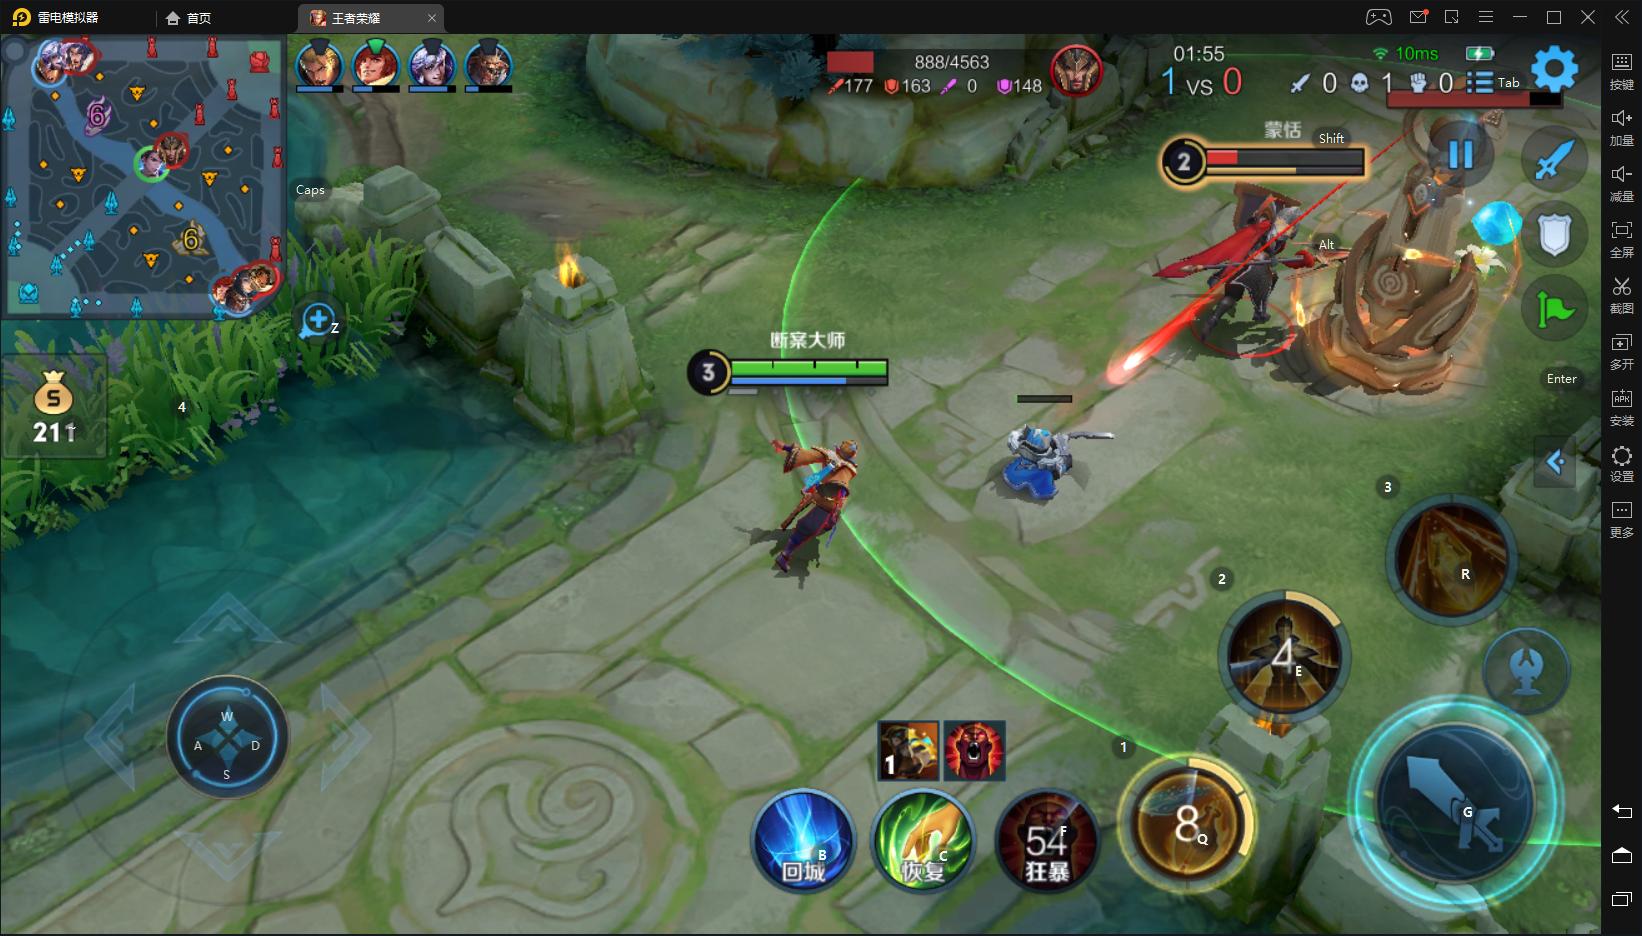 雷电模拟器
首页
王者荣耀
888/4563
177 163 0 148
01:55
10ms
1 VS 0
0 1 0 Tab
按键
加量
减量
全屏
截图
多开
安装
设置
更多
蒙恬
Shift
2
6
6
Caps
Alt
Z
断案大师
3
Enter
4
S
211
3
R
2
4
E
W
A D
S
1
1
8
Q
G
B
回城
C
恢复
54
F
狂暴
APK